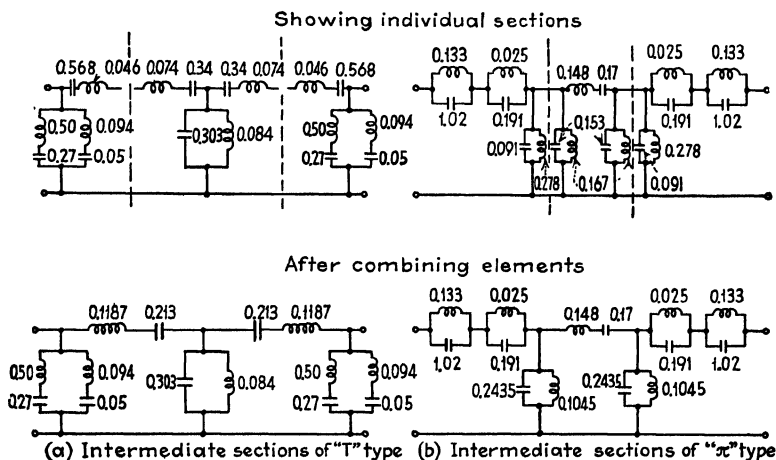 Showing individual sections
0.568 0.046 0.074 0.34 0.34 0.074 0.046 0.568
0.50 0.094 0.303 0.084 0.50 0.094
0.27 0.05 0.27 0.05
0.133 0.025 0.148 0.17 0.025 0.133
1.02 0.191 0.191 1.02
0.091 0.153 0.278
0.278 0.167 0.091
After combining elements
0.1187 0.213 0.213 0.1187
0.50 0.094 0.303 0.084 0.50 0.094
0.27 0.05 0.27 0.05
0.133 0.025 0.148 0.17 0.025 0.133
1.02 0.191 0.191 1.02
0.2435 0.1045 0.2435 0.1045
(a) Intermediate sections of "T" type (b) Intermediate sections of "π" type